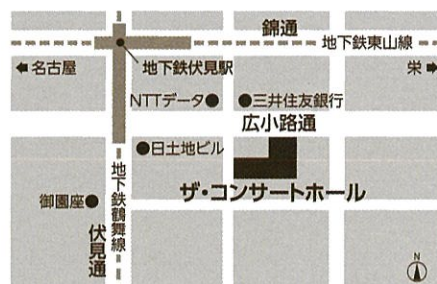 錦通
地下鉄東山線
名古屋
地下鉄伏見駅
栄
NTTデータ
三井住友銀行
広小路通
日土地ビル
ザ・コンサートホール
御園座
地下鉄鶴舞線
伏見通
N